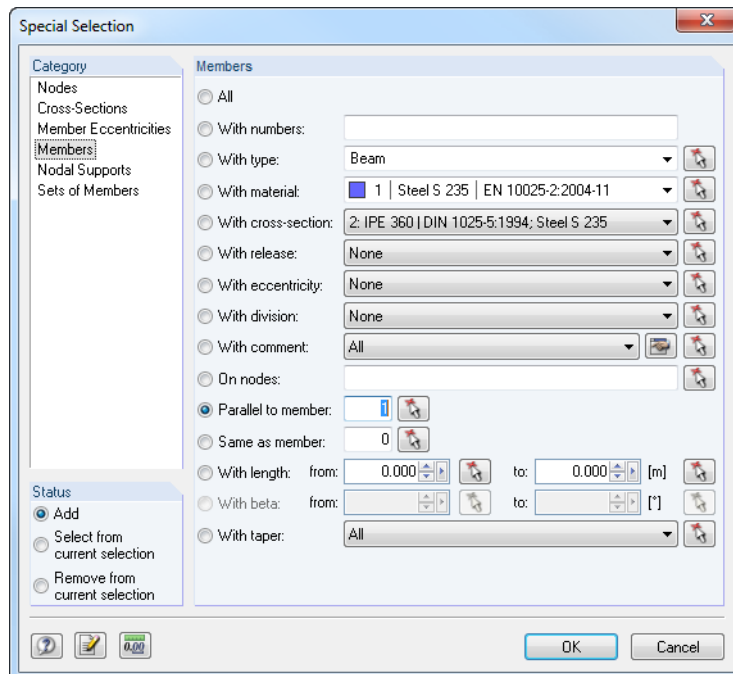 Special Selection
Category
Nodes
Cross-Sections
Member Eccentricities
Members
Nodal Supports
Sets of Members
Status
Add
Select from
current selection
Remove from
current selection
Members
All
With numbers:
With type: Beam
With material: 1 | Steel S 235 | EN 10025-2:2004-11
With cross-section: 2: IPE 360 | DIN 1025-5:1994; Steel S 235
With release: None
With eccentricity: None
With division: None
With comment: All
On nodes:
Parallel to member: 1
Same as member: 0
With length: from: 0.000 to: 0.000 [m]
With beta: from: to: [°]
With taper: All
0.00
OK Cancel